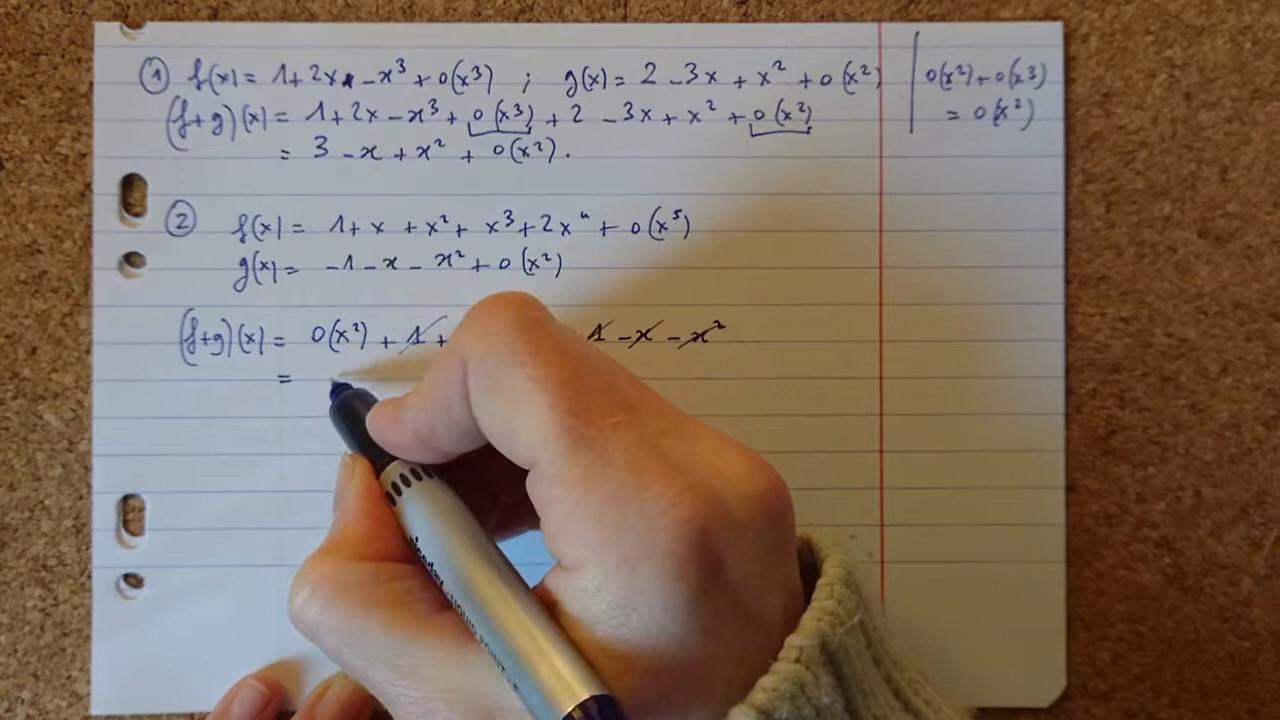 ① f(x) = 1 + 2x - x³ + o(x³) ; g(x) = 2 - 3x + x² + o(x²)
(f+g)(x) = 1 + 2x - x³ + o(x³) + 2 - 3x + x² + o(x²)
= 3 - x + x² + o(x²).
o(x²) + o(x³)
= o(x²)
② f(x) = 1 + x + x² + x³ + 2x⁴ + o(x⁵)
g(x) = -1 - x - x² + o(x²)
(f+g)(x) = o(x²) + 1 + 1 - x - x²
=